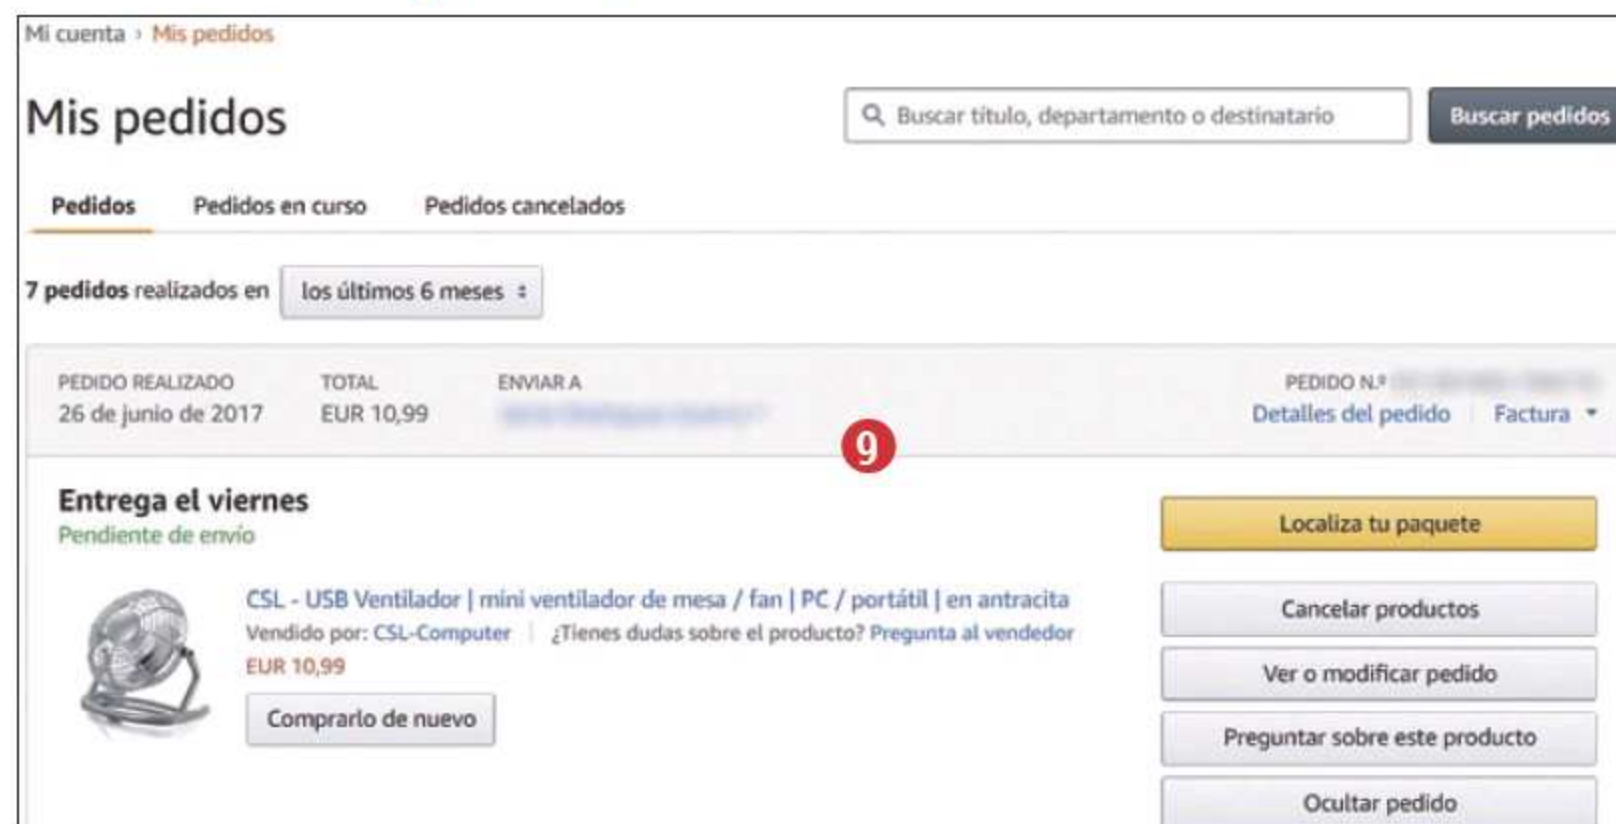 Mi cuenta › Mis pedidos
Mis pedidos
Buscar título, departamento o destinatario
Buscar pedidos
Pedidos Pedidos en curso Pedidos cancelados
7 pedidos realizados en los últimos 6 meses
PEDIDO REALIZADO TOTAL ENVIAR A PEDIDO N.º
26 de junio de 2017 EUR 10,99 Detalles del pedido Factura
9
Entrega el viernes
Pendiente de envío
Localiza tu paquete
CSL - USB Ventilador | mini ventilador de mesa / fan | PC / portátil | en antracita
Vendido por: CSL-Computer | ¿Tienes dudas sobre el producto? Pregunta al vendedor
EUR 10,99
Comprarlo de nuevo
Cancelar productos
Ver o modificar pedido
Preguntar sobre este producto
Ocultar pedido